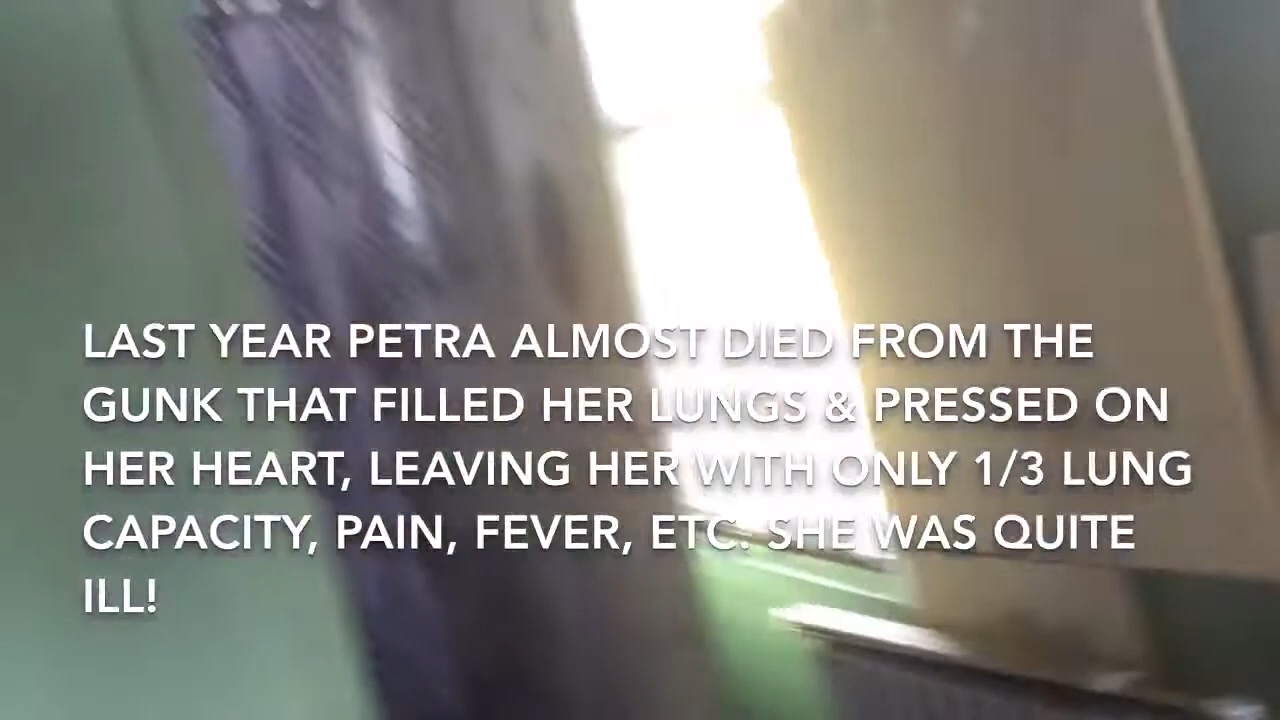 LAST YEAR PETRA ALMOST DIED FROM THE
GUNK THAT FILLED HER LUNGS & PRESSED ON
HER HEART, LEAVING HER WITH ONLY 1/3 LUNG
CAPACITY, PAIN, FEVER, ETC. SHE WAS QUITE
ILL!